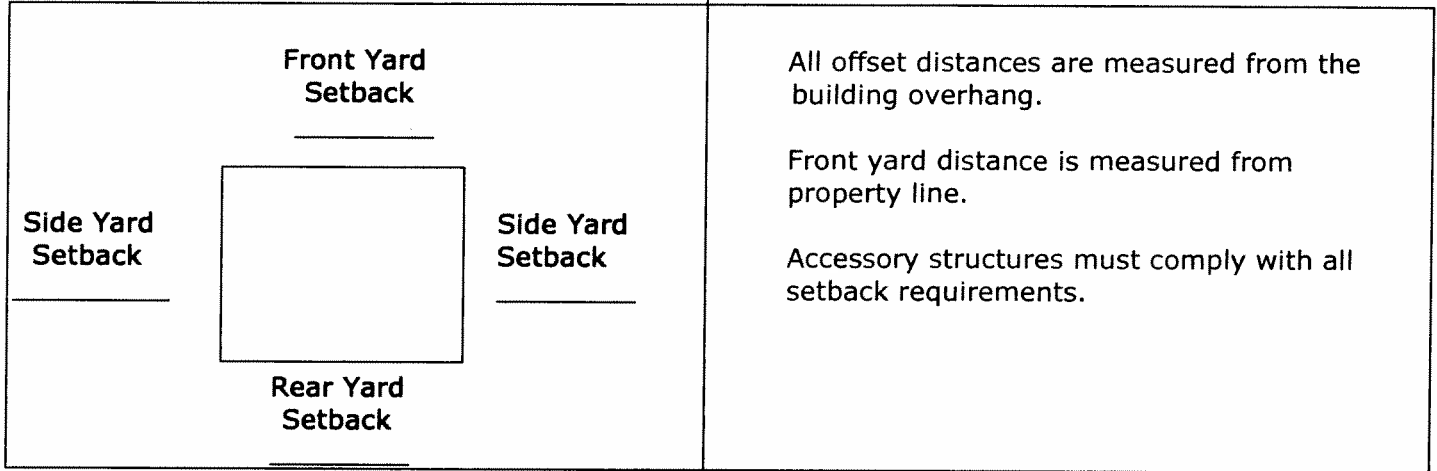 Front Yard
Setback
Side Yard
Setback
Side Yard
Setback
Rear Yard
Setback
All offset distances are measured from the
building overhang.
Front yard distance is measured from
property line.
Accessory structures must comply with all
setback requirements.